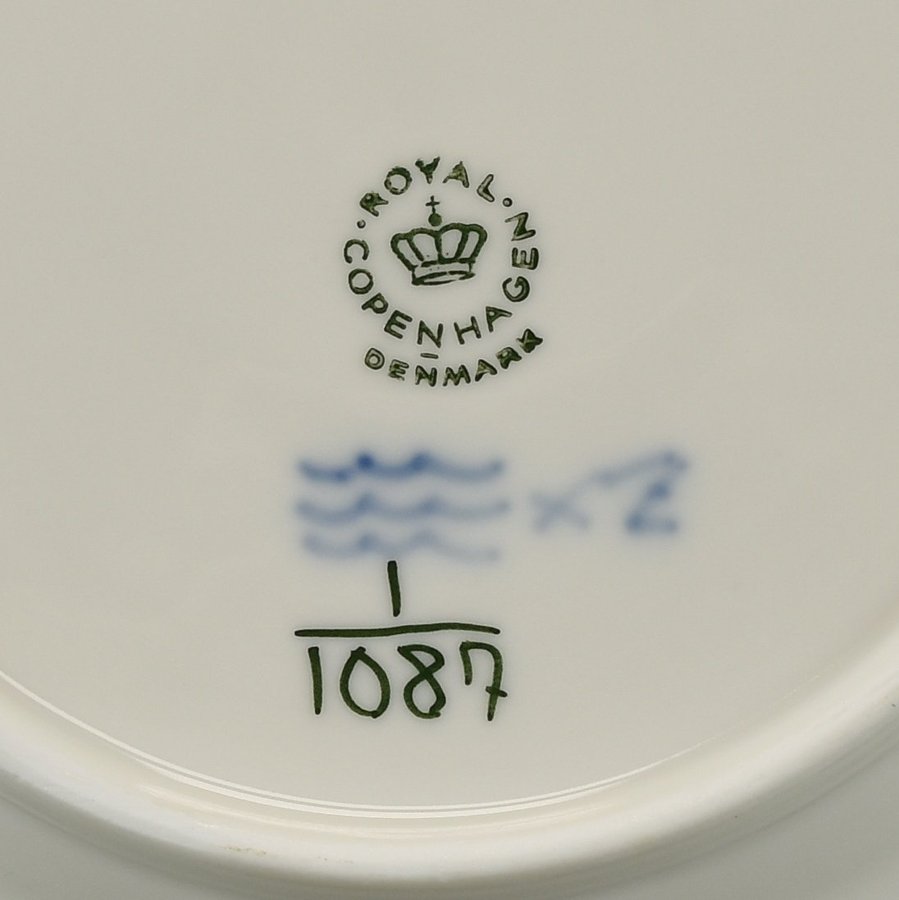 ROYAL
COPENHAGEN
DENMARK
1
1087